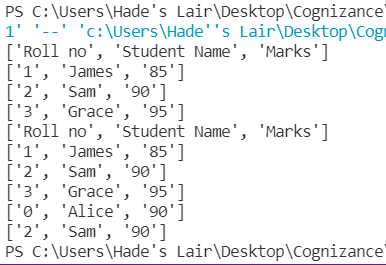 PS C:\Users\Hade's Lair\Desktop\Cognizance\
1' '--' 'c:\Users\Hade''s Lair\Desktop\Cogn
['Roll no', 'Student Name', 'Marks']
['1', 'James', '85']
['2', 'Sam', '90']
['3', 'Grace', '95']
['Roll no', 'Student Name', 'Marks']
['1', 'James', '85']
['2', 'Sam', '90']
['3', 'Grace', '95']
['0', 'Alice', '90']
['2', 'Sam', '90']
PS C:\Users\Hade's Lair\Desktop\Cognizance\